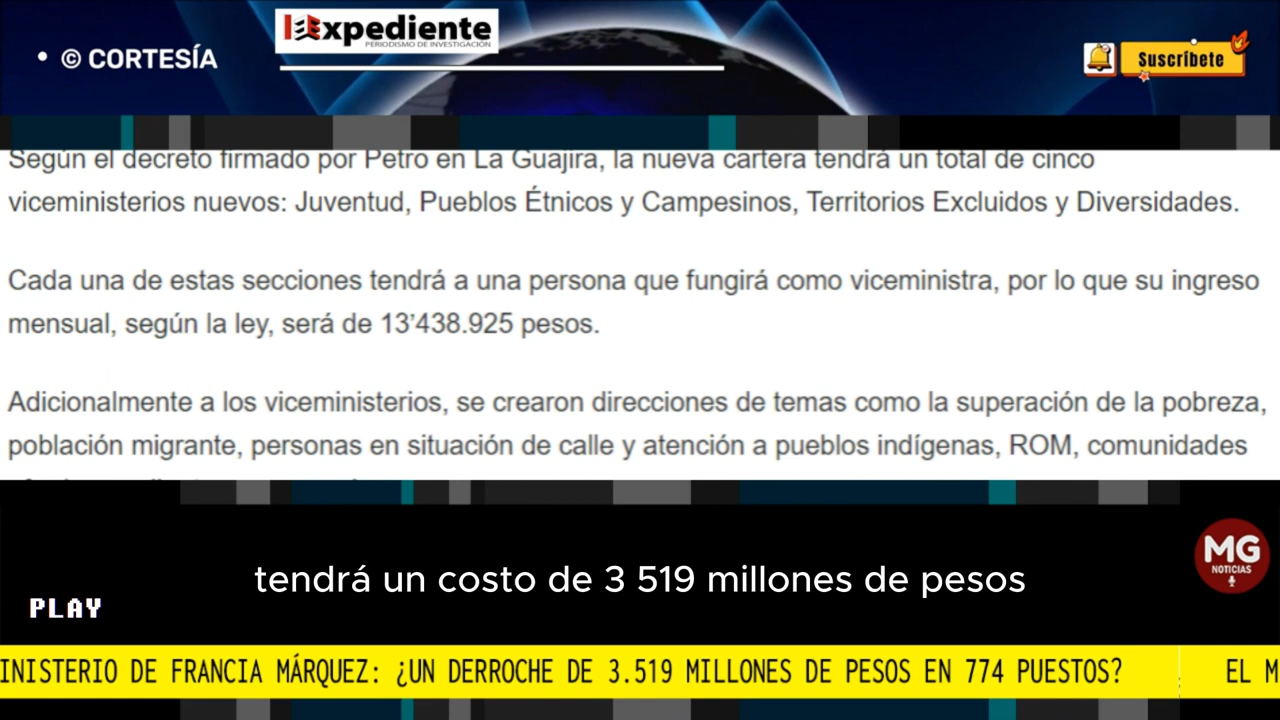 • © CORTESÍA
Expediente
PERIODISMO DE INVESTIGACIÓN
Suscríbete
Según el decreto firmado por Petro en La Guajira, la nueva cartera tendrá un total de cinco
viceministerios nuevos: Juventud, Pueblos Étnicos y Campesinos, Territorios Excluidos y Diversidades.
Cada una de estas secciones tendrá a una persona que fungirá como viceministra, por lo que su ingreso
mensual, según la ley, será de 13’438.925 pesos.
Adicionalmente a los viceministerios, se crearon direcciones de temas como la superación de la pobreza,
población migrante, personas en situación de calle y atención a pueblos indígenas, ROM, comunidades
MG
NOTICIAS
tendrá un costo de 3 519 millones de pesos
PLAY
INISTERIO DE FRANCIA MÁRQUEZ: ¿UN DERROCHE DE 3.519 MILLONES DE PESOS EN 774 PUESTOS? EL M